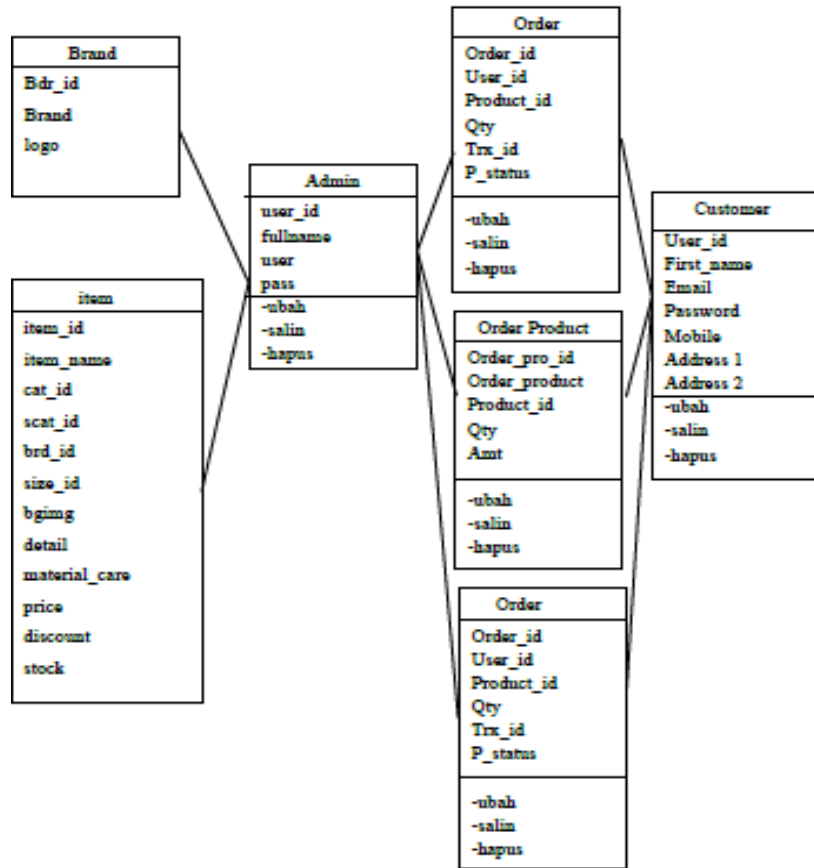 Brand
Bdr_id
Brand
logo
item
item_id
item_name
cat_id
scat_id
brd_id
size_id
bgimg
detail
material_care
price
discount
stock
Admin
user_id
fullname
user
pass
-ubah
-salin
-hapus
Order
Order_id
User_id
Product_id
Qty
Trx_id
P_status
-ubah
-salin
-hapus
Order Product
Order_pro_id
Order_product
Product_id
Qty
Amt
-ubah
-salin
-hapus
Order
Order_id
User_id
Product_id
Qty
Trx_id
P_status
-ubah
-salin
-hapus
Customer
User_id
First_name
Email
Password
Mobile
Address 1
Address 2
-ubah
-salin
-hapus